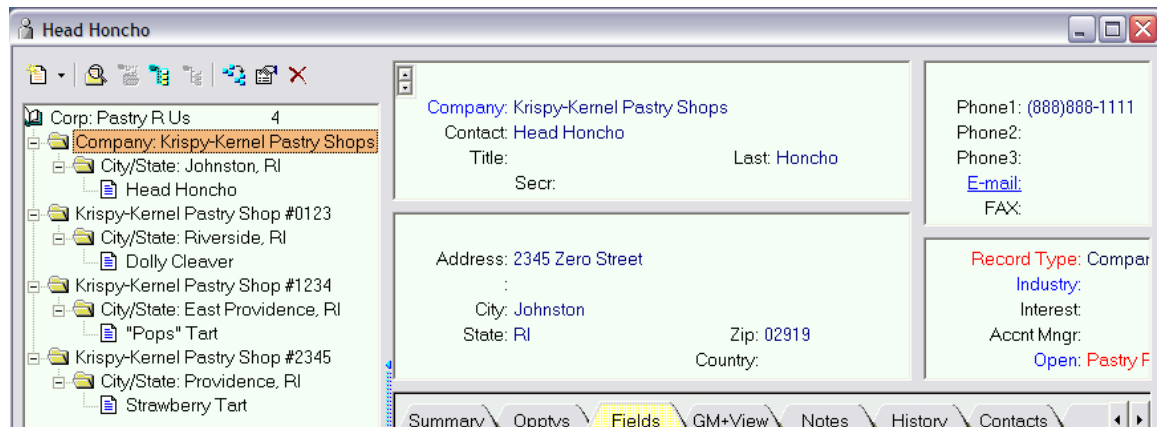 Head Honcho
Corp: Pastry R Us 4
Company: Krispy-Kernel Pastry Shops
City/State: Johnston, RI
Head Honcho
Krispy-Kernel Pastry Shop #0123
City/State: Riverside, RI
Dolly Cleaver
Krispy-Kernel Pastry Shop #1234
City/State: East Providence, RI
"Pops" Tart
Krispy-Kernel Pastry Shop #2345
City/State: Providence, RI
Strawberry Tart
Company: Krispy-Kernel Pastry Shops
Contact: Head Honcho
Title: Last: Honcho
Secr:
Phone1: (888)888-1111
Phone2:
Phone3:
E-mail:
FAX:
Address: 2345 Zero Street
:
City: Johnston
State: RI Zip: 02919
Country:
Record Type: Compar
Industry:
Interest:
Accnt Mngr:
Open: Pastry F
Summary Opptys Fields GM+View Notes History Contacts